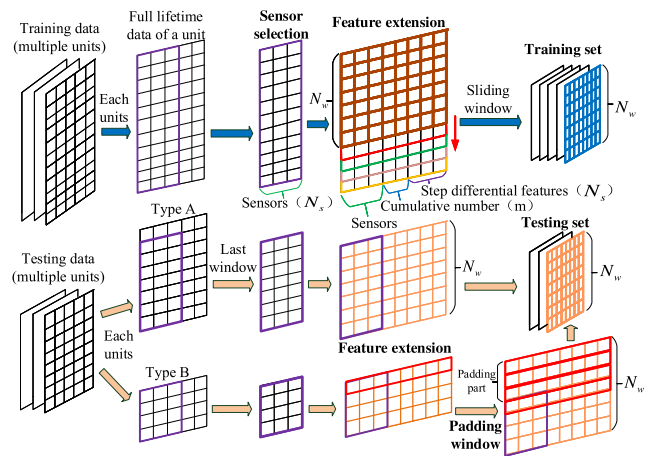 Training data
(multiple units)
Full lifetime
data of a unit
Sensor
selection
Feature extension
Training set
Each
units
N_w
Sliding
window
N_w
Sensors（N_s）
Step differential features（N_s）
Cumulative number（m）
Sensors
Type A
Testing set
Testing data
(multiple units)
Last
window
N_w
N_w
Each
units
Type B
Feature extension
Padding
part
N_w
Padding
window